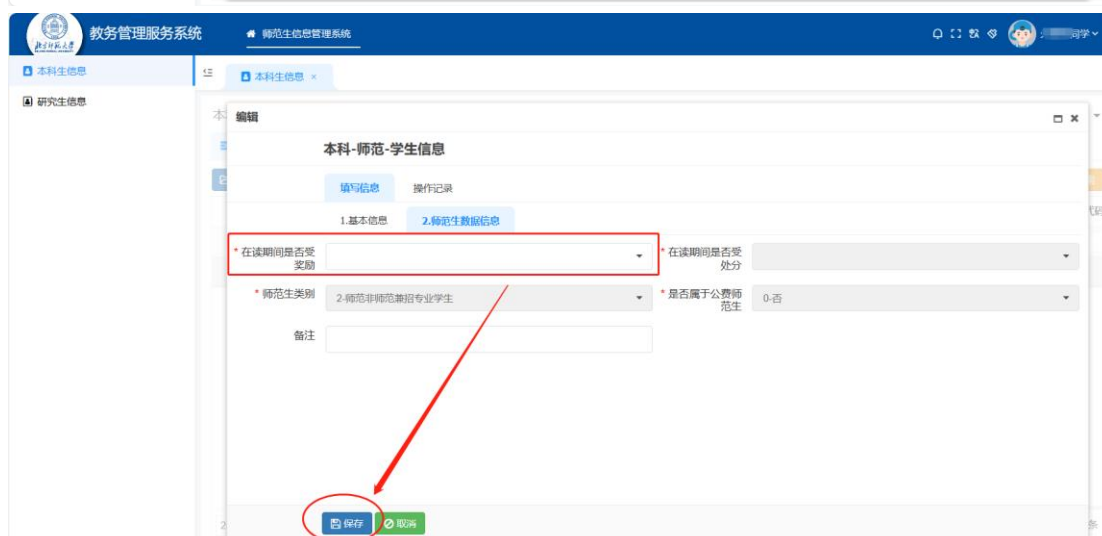 教务管理服务系统
师范生信息管理系统
同学
本科生信息
本科生信息 ×
研究生信息
编辑
本科-师范-学生信息
填写信息 操作记录
1.基本信息 2.师范生数据信息
* 在读期间是否受奖励
* 在读期间是否受处分
* 师范生类别 2-师范非师范兼招专业学生
* 是否属于公费师范生 0-否
备注
保存 取消